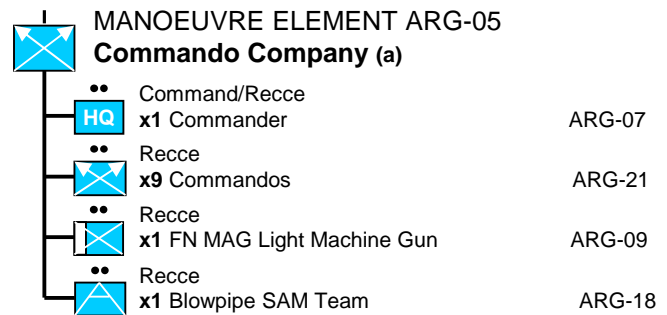 MANOEUVRE ELEMENT ARG-05
Commando Company (a)
Command/Recce
HQ x1 Commander ARG-07
Recce
x9 Commandos ARG-21
Recce
x1 FN MAG Light Machine Gun ARG-09
Recce
x1 Blowpipe SAM Team ARG-18